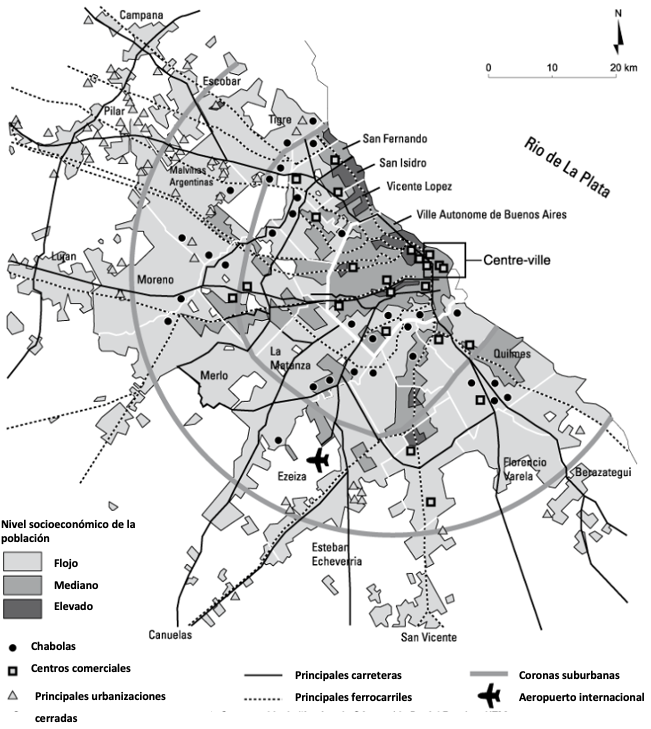 Campana
N
0 10 20 km
Escobar
Pilar
Tigre
Río de La Plata
San Fernando
San Isidro
Malvinas
Argentinas
Vicente Lopez
Ville Autonome de Buenos Aires
Lujan
Centre-ville
Moreno
La
Matanza
Quilmes
Merlo
Ezeiza
Florencio
Varela
Berazategui
Esteban
Echeverria
Canuelas
San Vicente
Nivel socioeconómico de la
población
Flojo
Mediano
Elevado
Chabolas
Centros comerciales
Principales urbanizaciones
cerradas
Principales carreteras
Principales ferrocarriles
Coronas suburbanas
Aeropuerto internacional